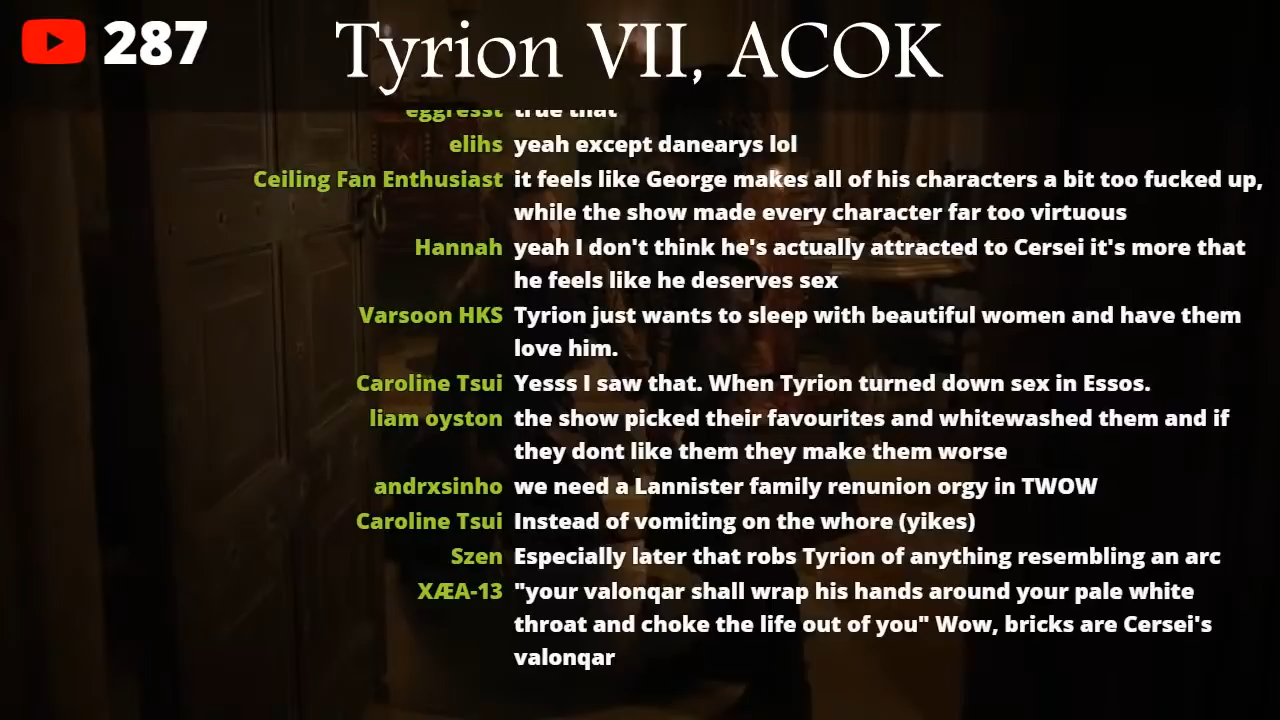 287
Tyrion VII, ACOK
eggresst true that
elihs yeah except danearys lol
Ceiling Fan Enthusiast it feels like George makes all of his characters a bit too fucked up,
while the show made every character far too virtuous
Hannah yeah I don't think he's actually attracted to Cersei it's more that
he feels like he deserves sex
Varsoon HKS Tyrion just wants to sleep with beautiful women and have them
love him.
Caroline Tsui Yesss I saw that. When Tyrion turned down sex in Essos.
liam oyston the show picked their favourites and whitewashed them and if
they dont like them they make them worse
andrxsinho we need a Lannister family renunion orgy in TWOW
Caroline Tsui Instead of vomiting on the whore (yikes)
Szen Especially later that robs Tyrion of anything resembling an arc
XÆA-13 "your valonqar shall wrap his hands around your pale white
throat and choke the life out of you" Wow, bricks are Cersei's
valonqar